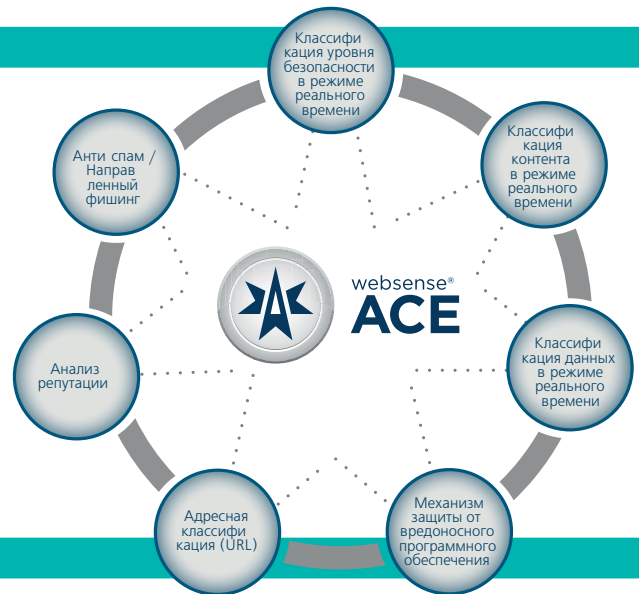 Классифи
кация уровня
безопасности
в режиме
реального
времени
Классифи
кация
контента
в режиме
реального
времени
Классифи
кация данных
в режиме
реального
времени
Механизм
защиты от
вредоносного
программного
обеспечения
Адресная
классифи
кация (URL)
Анализ
репутации
Анти спам /
Направ
ленный
фишинг
websense®
ACE